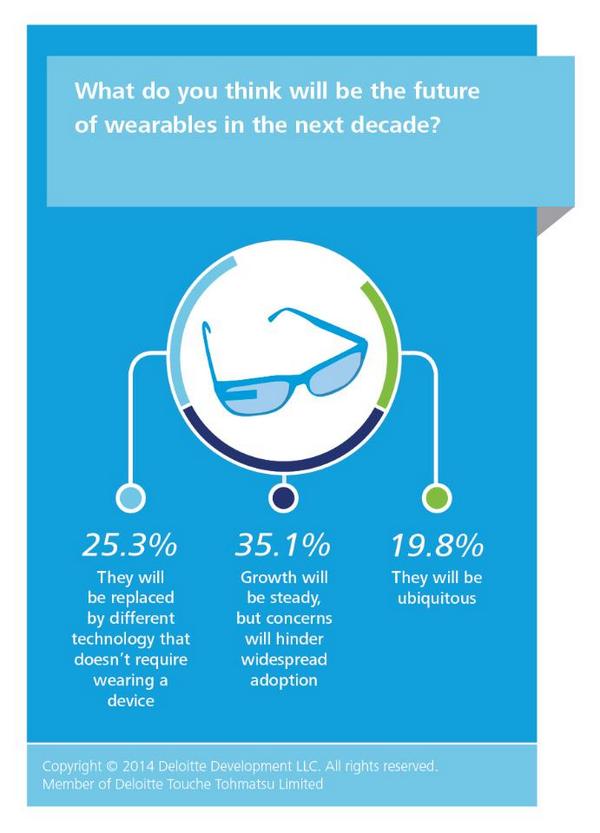 What do you think will be the future
of wearables in the next decade?
25.3%
They will
be replaced
by different
technology that
doesn't require
wearing a
device
35.1%
Growth will
be steady,
but concerns
will hinder
widespread
adoption
19.8%
They will be
ubiquitous
Copyright © 2014 Deloitte Development LLC. All rights reserved.
Member of Deloitte Touche Tohmatsu Limited